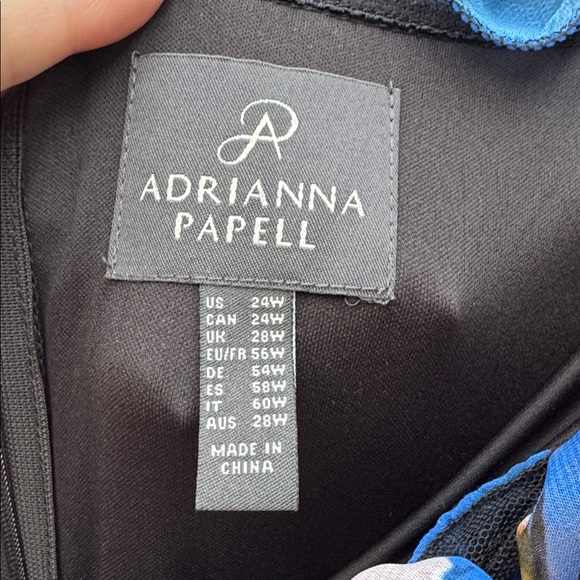 AP
ADRIANNA
PAPELL
US 24W
CAN 24W
UK 28W
EU/FR 56W
DE 54W
ES 58W
IT 60W
AUS 28W
MADE IN
CHINA